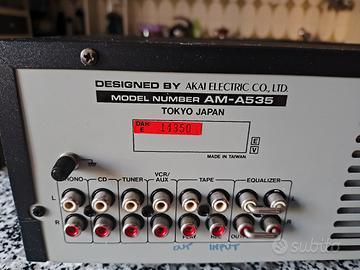 DESIGNED BY AKAI ELECTRIC CO., LTD.
MODEL NUMBER AM-A535
TOKYO JAPAN
E
14350
E
V
MADE IN TAIWAN
CD TUNER VCR/AUX TAPE EQUALIZER
L
R
OUT INPUT
subito